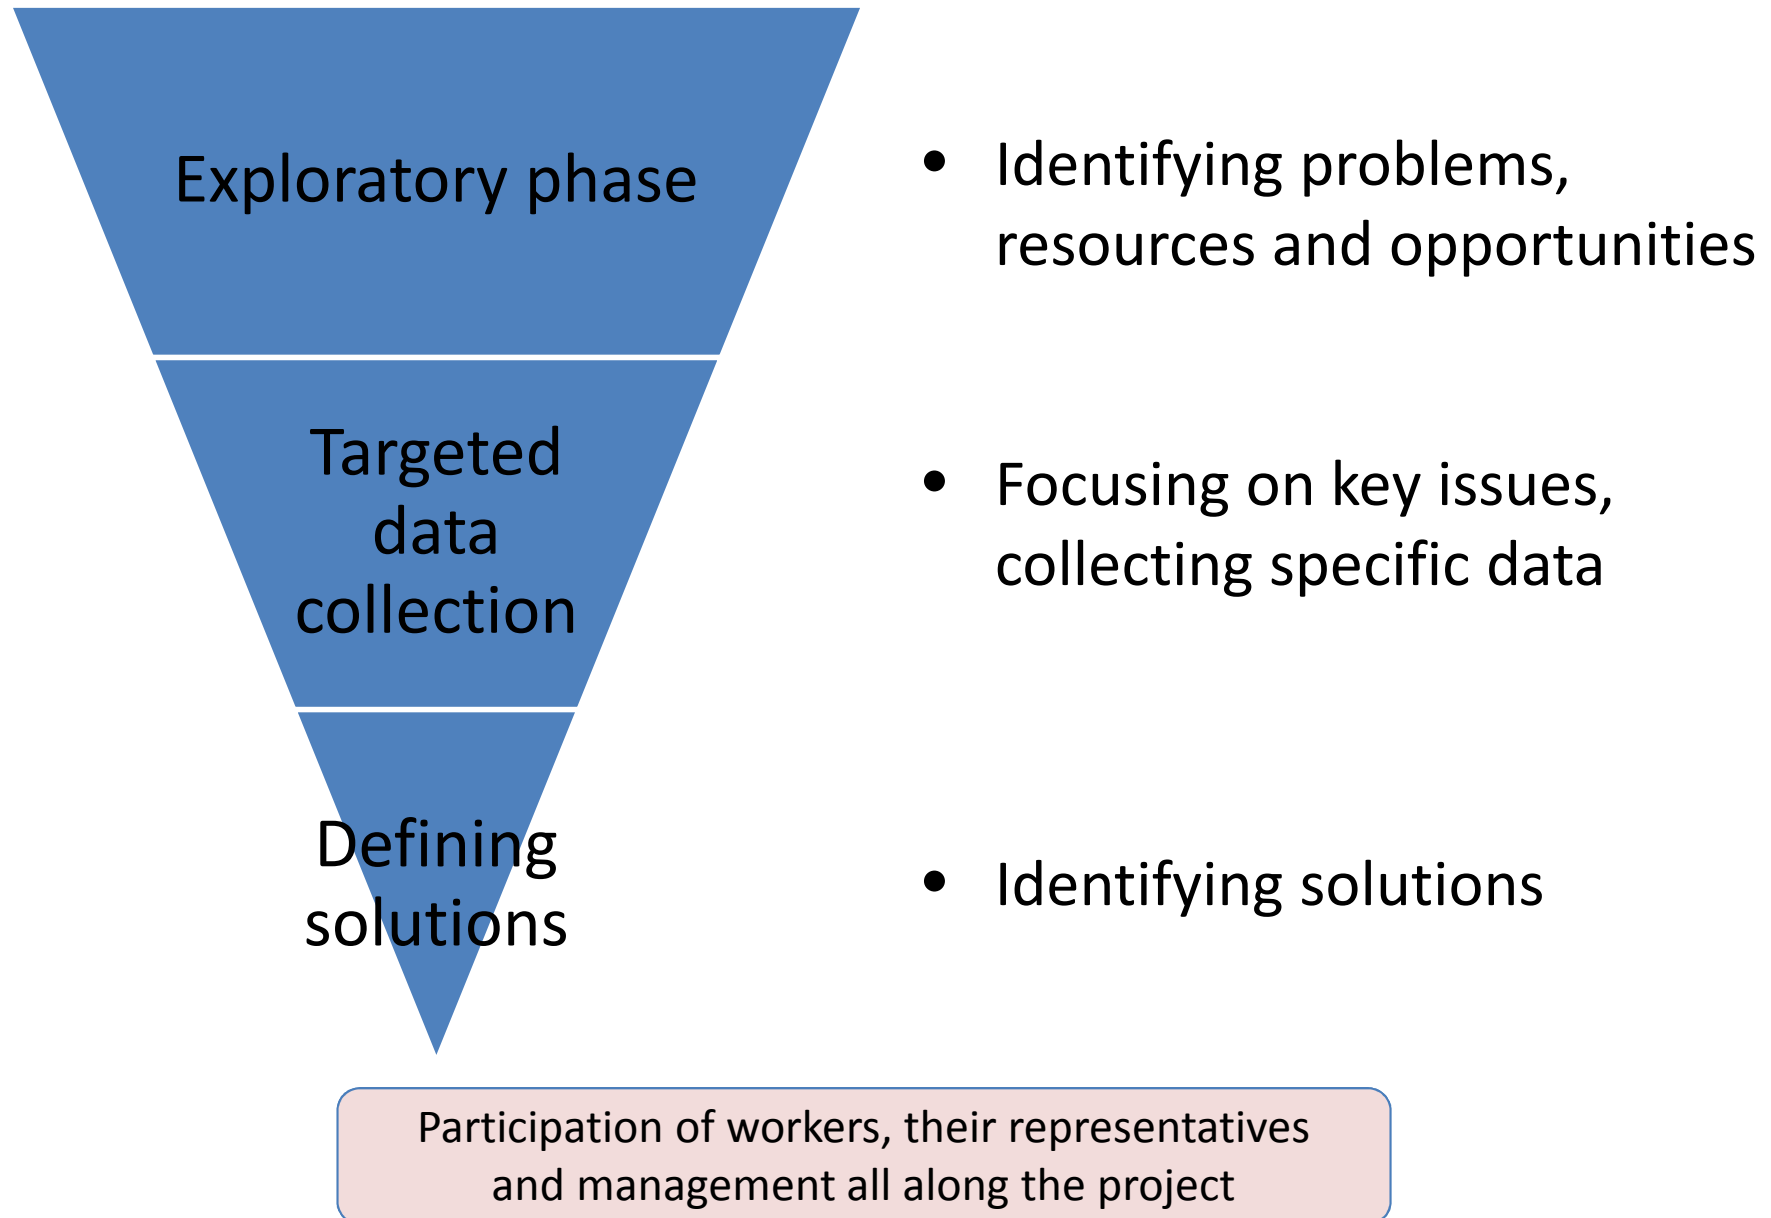 Exploratory phase
• Identifying problems,
resources and opportunities
Targeted
data
collection
• Focusing on key issues,
collecting specific data
Defining
solutions
• Identifying solutions
Participation of workers, their representatives
and management all along the project